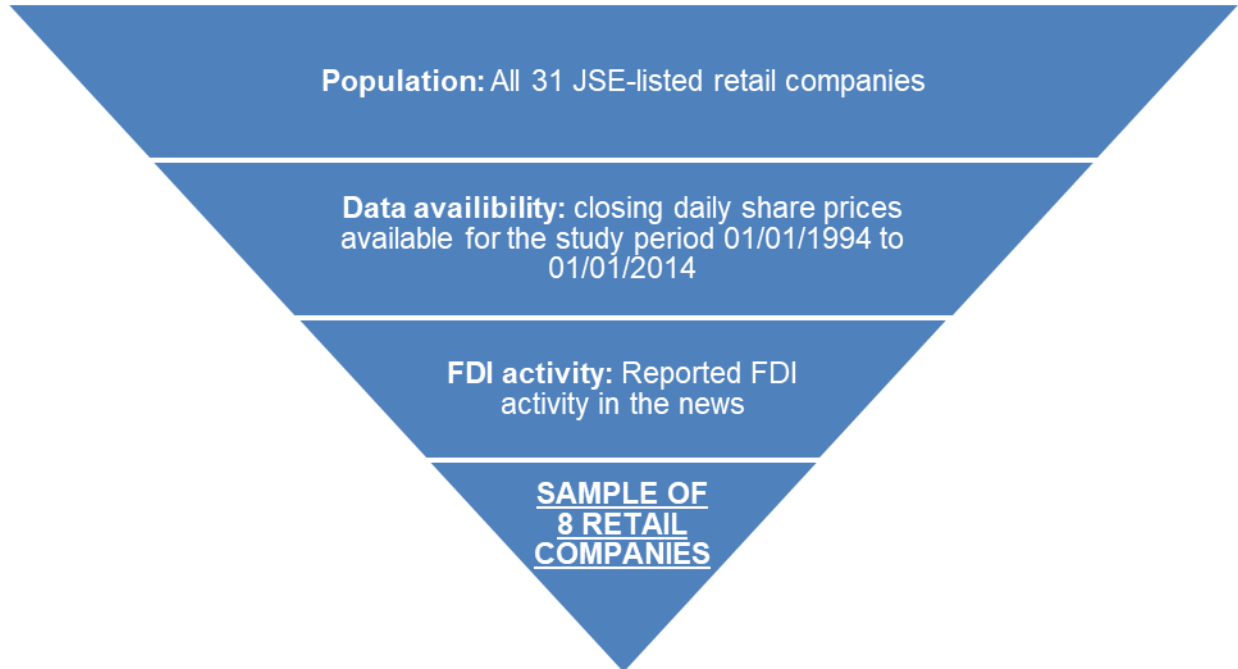 Population: All 31 JSE-listed retail companies
Data availibility: closing daily share prices
available for the study period 01/01/1994 to
01/01/2014
FDI activity: Reported FDI
activity in the news
SAMPLE OF
8 RETAIL
COMPANIES